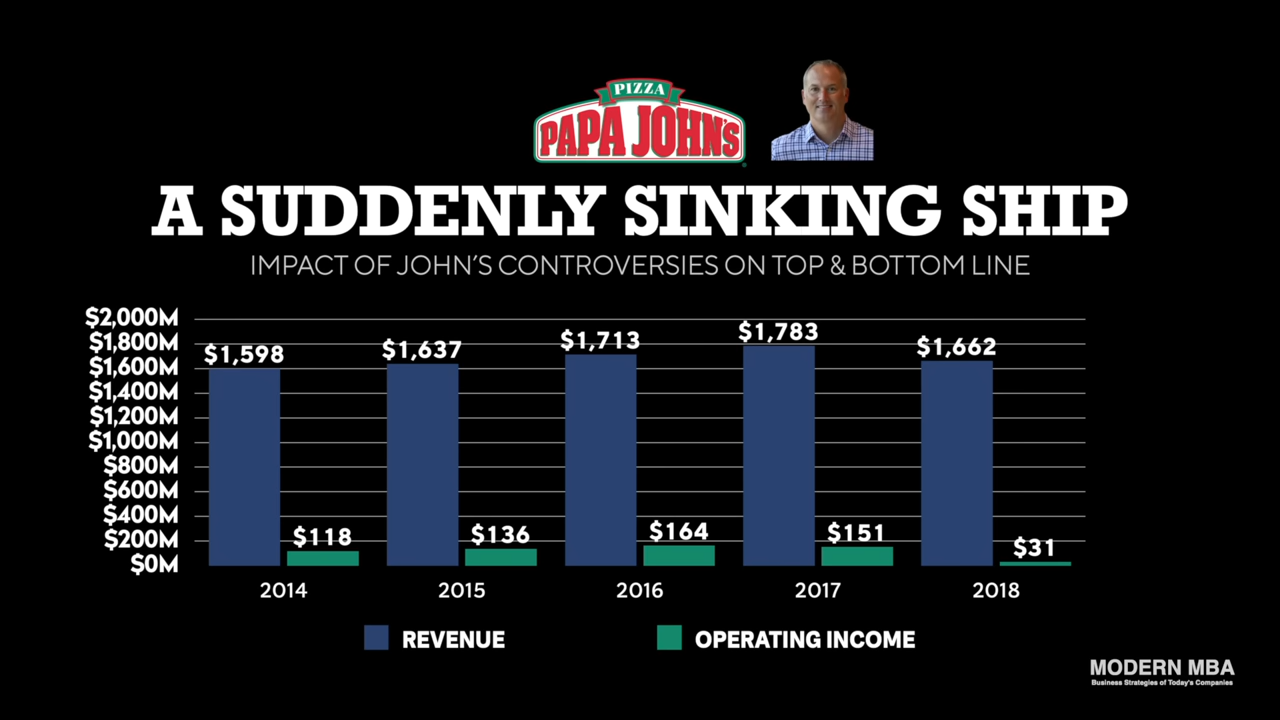 PIZZA
PAPA JOHN'S
A SUDDENLY SINKING SHIP
IMPACT OF JOHN'S CONTROVERSIES ON TOP & BOTTOM LINE
$2,000M
$1,800M
$1,600M
$1,400M
$1,200M
$1,000M
$800M
$600M
$400M
$200M
$0M
$1,598 $1,637 $1,713 $1,783 $1,662
$118 $136 $164 $151 $31
2014 2015 2016 2017 2018
REVENUE OPERATING INCOME
MODERN MBA
Business Strategies of Today's Companies